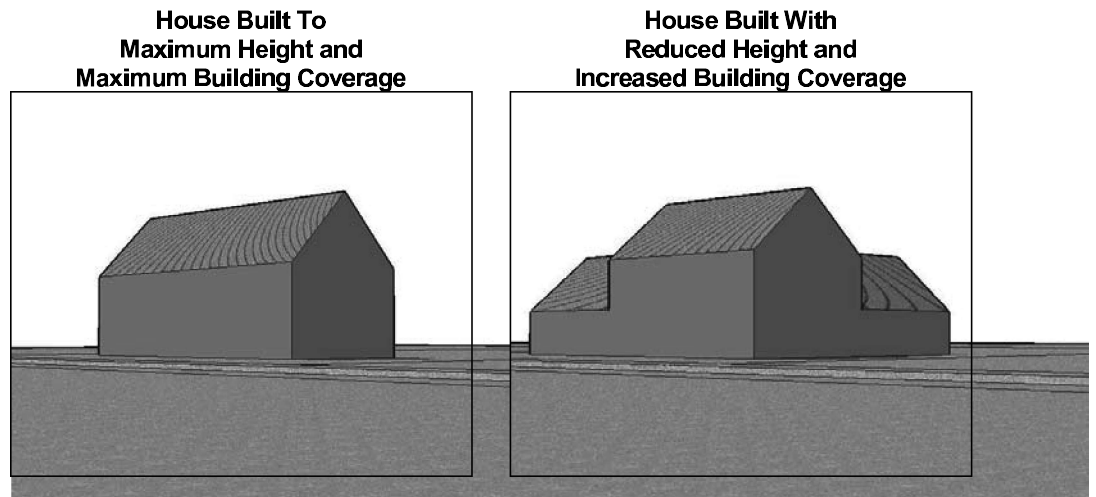 House Built To
Maximum Height and
Maximum Building Coverage
House Built With
Reduced Height and
Increased Building Coverage